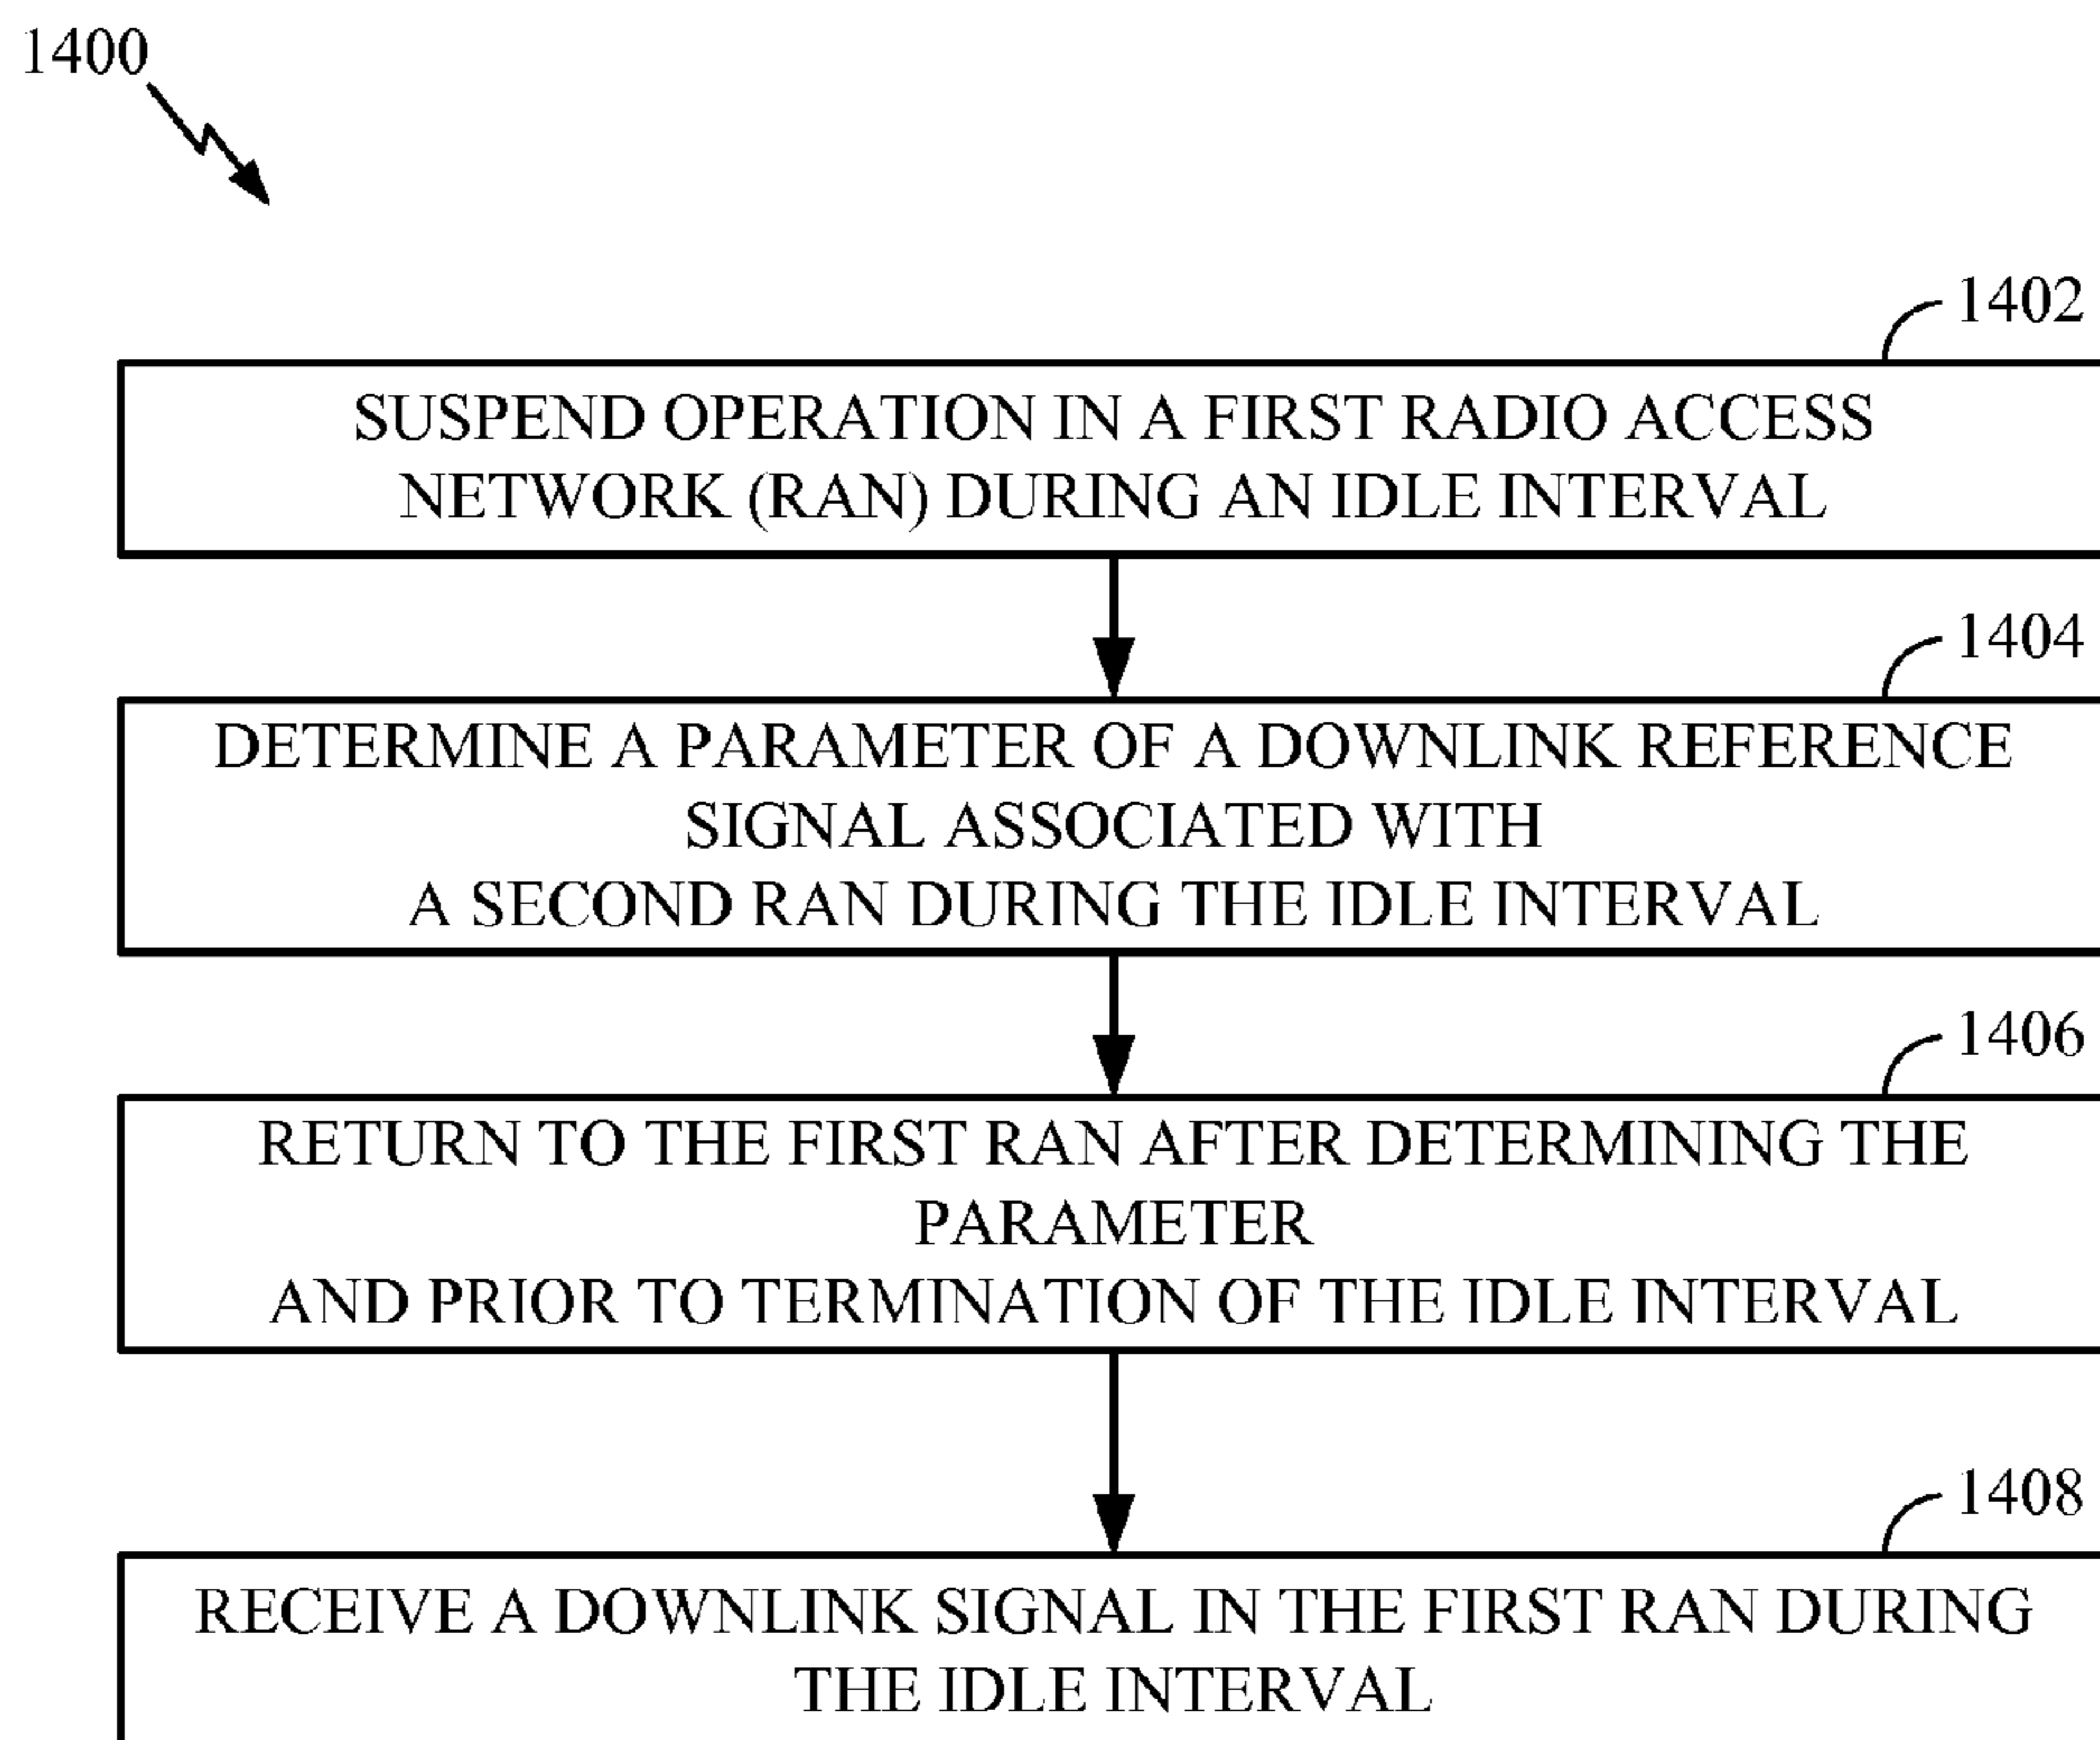 1400
1402
SUSPEND OPERATION IN A FIRST RADIO ACCESS
NETWORK (RAN) DURING AN IDLE INTERVAL
1404
DETERMINE A PARAMETER OF A DOWNLINK REFERENCE
SIGNAL ASSOCIATED WITH
A SECOND RAN DURING THE IDLE INTERVAL
1406
RETURN TO THE FIRST RAN AFTER DETERMINING THE
PARAMETER
AND PRIOR TO TERMINATION OF THE IDLE INTERVAL
1408
RECEIVE A DOWNLINK SIGNAL IN THE FIRST RAN DURING
THE IDLE INTERVAL